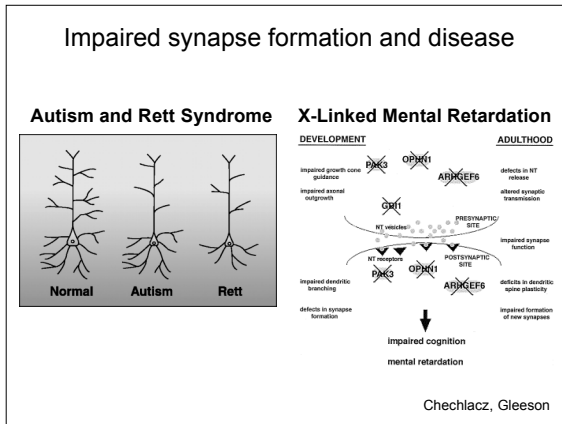 Impaired synapse formation and disease
Autism and Rett Syndrome
Normal
Autism
Rett
X-Linked Mental Retardation
DEVELOPMENT
ADULTHOOD
PAK3
OPHN1
ARHGEF6
impaired growth cone
guidance
impaired axonal
outgrowth
defects in NT
release
altered synaptic
transmission
GDI1
NT vesicles
PRESYNAPTIC
SITE
impaired synapse
function
NT receptors
POSTSYNAPTIC
SITE
PAK3
OPHN1
ARHGEF6
impaired dendritic
branching
defects in synapse
formation
deficits in dendritic
spine plasticity
impaired formation
of new synapses
impaired cognition
mental retardation
Chechlacz, Gleeson